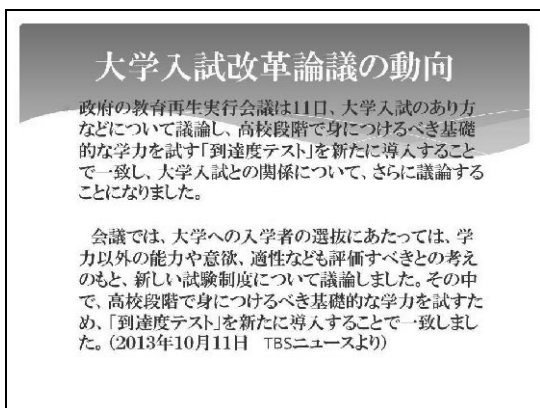 大学入試改革論議の動向
政府の教育再生実行会議は11日、大学入試のあり方
などについて議論し、高校段階で身につけるべき基礎
的な学力を試す「到達度テスト」を新たに導入すること
で一致し、大学入試との関係について、さらに議論する
ことになりました。
会議では、大学への入学者の選抜にあたっては、学
力以外の能力や意欲、適性なども評価すべきとの考え
のもと、新しい試験制度について議論しました。その中
で、高校段階で身につけるべき基礎的な学力を試すた
め、「到達度テスト」を新たに導入することで一致しまし
た。(2013年10月11日 TBSニュースより)